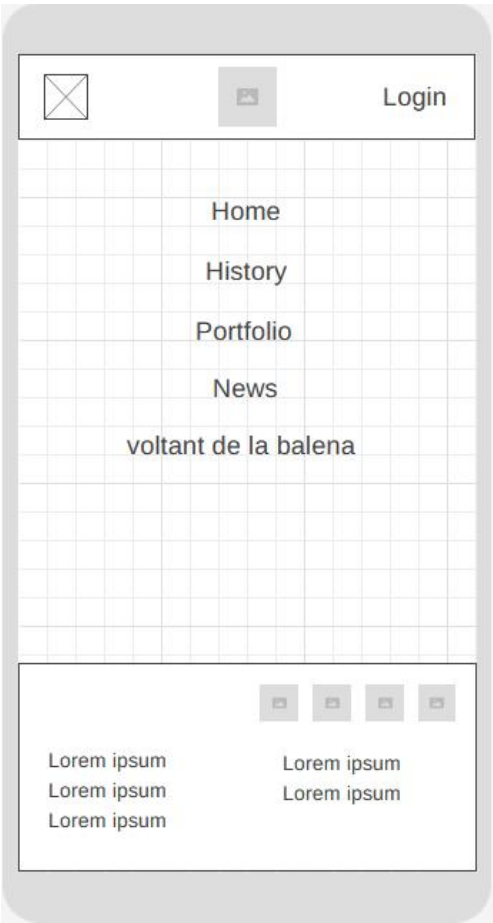 Login
Home
History
Portfolio
News
voltant de la balena
Lorem ipsum
Lorem ipsum
Lorem ipsum
Lorem ipsum
Lorem ipsum